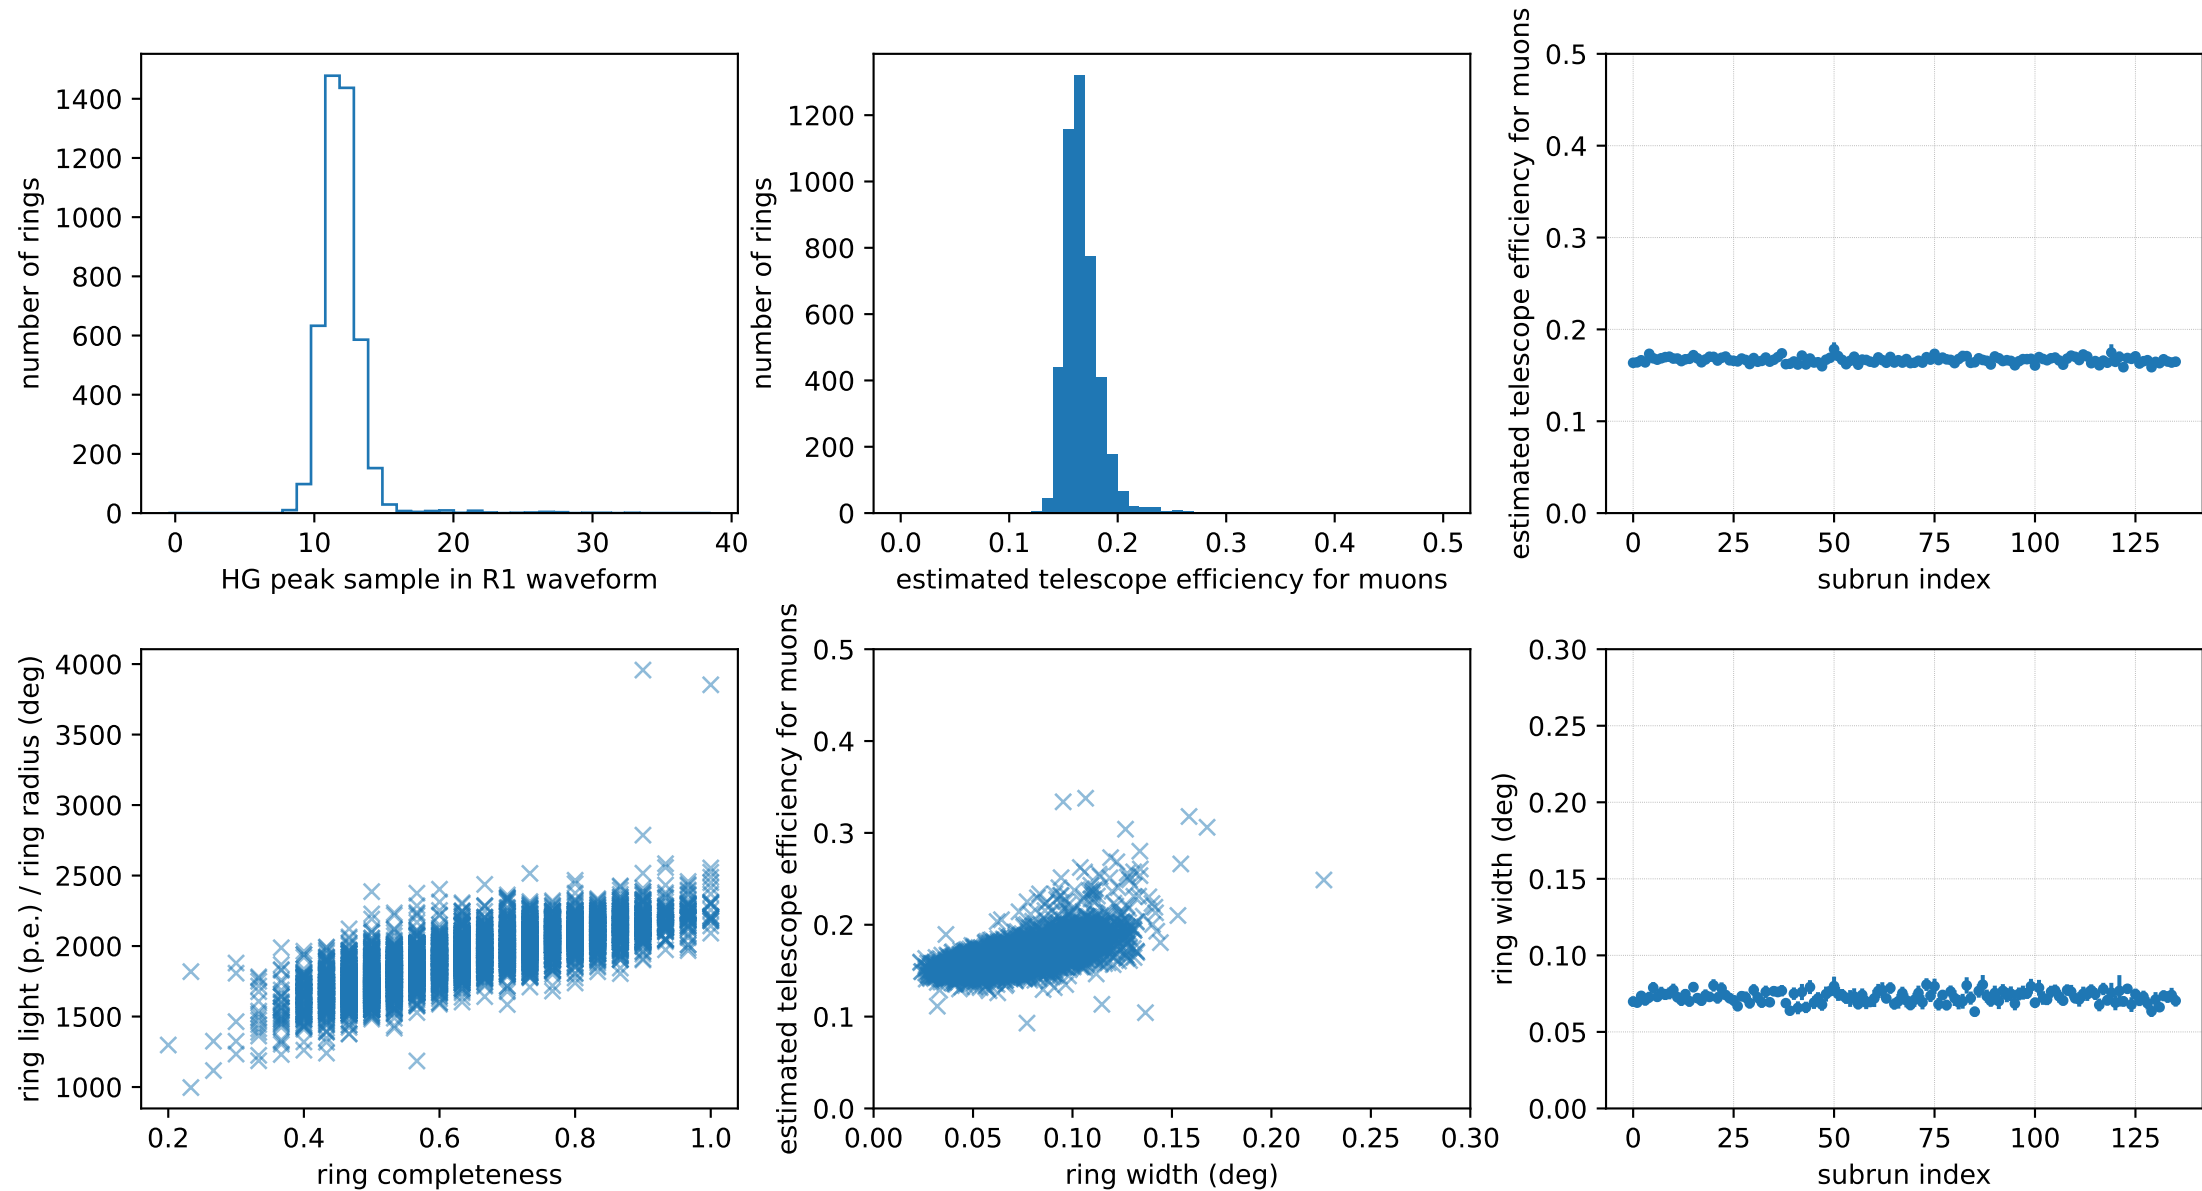 number of rings
1400
1200
1000
800
600
400
200
0
0 10 20 30 40
HG peak sample in R1 waveform
number of rings
1200
1000
800
600
400
200
0
0.0 0.1 0.2 0.3 0.4 0.5
estimated telescope efficiency for muons
estimated telescope efficiency for muons
0.5
0.4
0.3
0.2
0.1
0.0
0 25 50 75 100 125
subrun index
ring light (p.e.) / ring radius (deg)
4000
3500
3000
2500
2000
1500
1000
0.2 0.4 0.6 0.8 1.0
ring completeness
estimated telescope efficiency for muons
0.5
0.4
0.3
0.2
0.1
0.0
0.00 0.05 0.10 0.15 0.20 0.25 0.30
ring width (deg)
ring width (deg)
0.30
0.25
0.20
0.15
0.10
0.05
0.00
0 25 50 75 100 125
subrun index